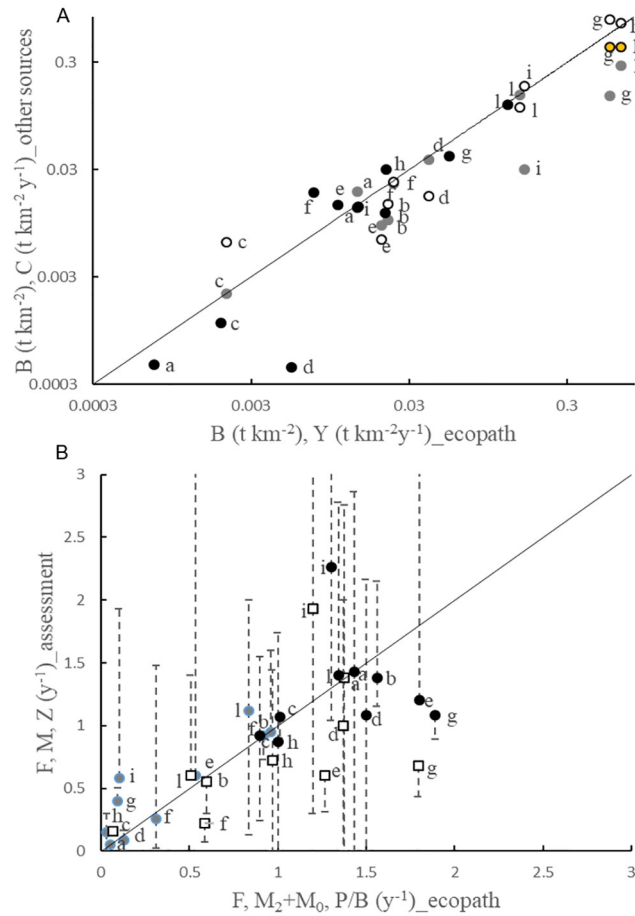 A
B (t km-2), C (t km-2 y-1)_other sources
0.3
0.03
0.003
0.0003
g
h
g
l
g
i
i
l
l
d
g
h
f
a
e
f
d
f
a
i
b
e
b
e
c
c
c
a
d
0.0003
0.003
0.03
0.3
B (t km-2), Y (t km-2y-1)_ecopath
B
F, M, Z (y-1)_assessment
3
2.5
2
1.5
1
0.5
0
i
i
l
a
a
b
e
g
l
b
c
d
d
f
c
h
h
g
i
g
l
e
b
e
h
c
f
f
a
d
0
0.5
1
1.5
2
2.5
3
F, M2+M0, P/B (y-1)_ecopath